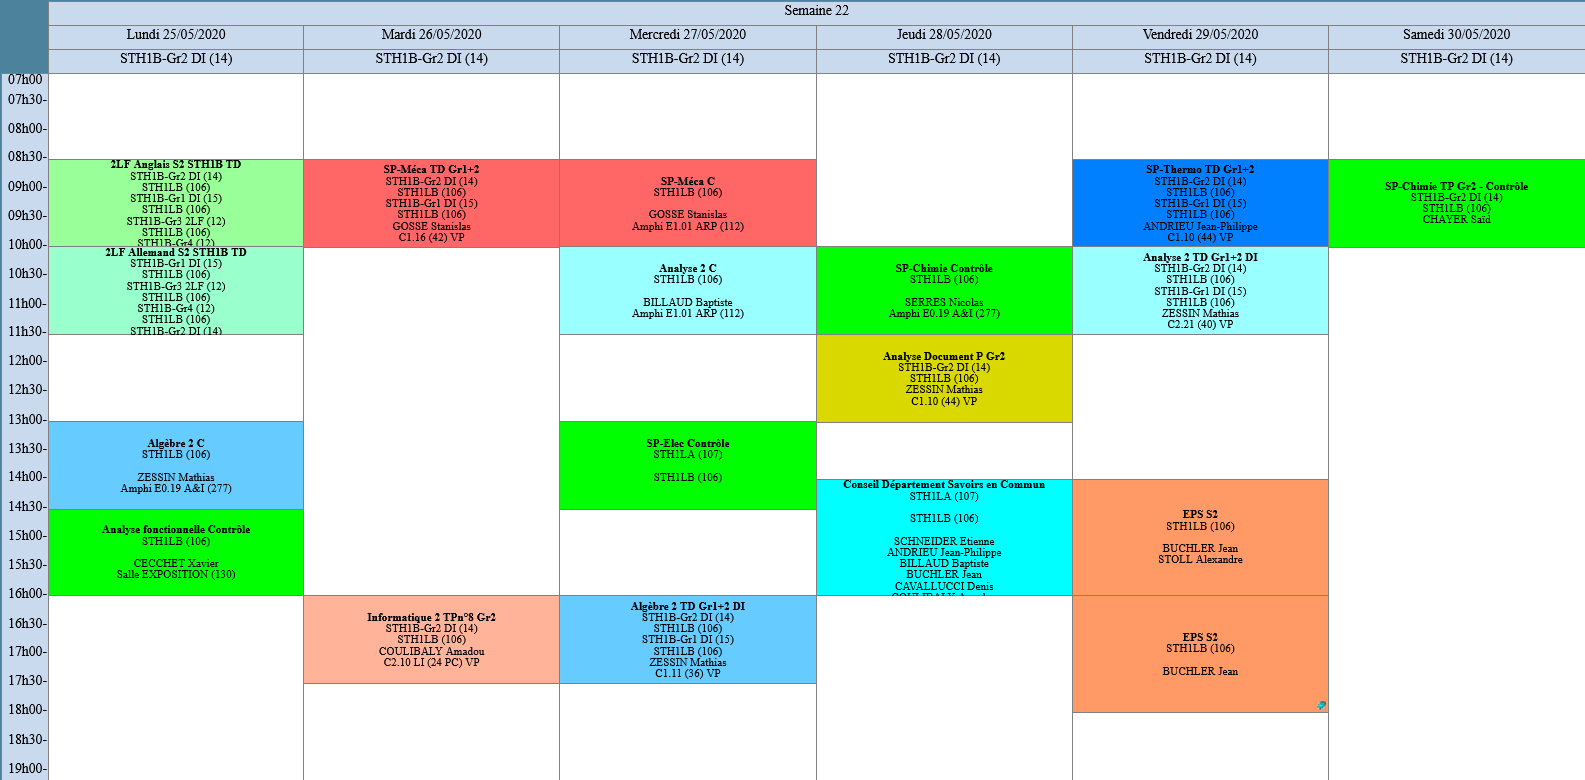 Semaine 22
Lundi 25/05/2020
Mardi 26/05/2020
Mercredi 27/05/2020
Jeudi 28/05/2020
Vendredi 29/05/2020
Samedi 30/05/2020
STH1B-Gr2 DI (14)
STH1B-Gr2 DI (14)
STH1B-Gr2 DI (14)
STH1B-Gr2 DI (14)
STH1B-Gr2 DI (14)
STH1B-Gr2 DI (14)
07h00
07h30-
08h00-
08h30-
09h00-
09h30-
10h00-
10h30-
11h00-
11h30-
12h00-
12h30-
13h00-
13h30-
14h00-
14h30-
15h00-
15h30-
16h00-
16h30-
17h00-
17h30-
18h00-
18h30-
19h00-
2LF Anglais S2 STH1B TD
STH1B-Gr2 DI (14)
STH1LB (106)
STH1B-Gr1 DI (15)
STH1LB (106)
STH1B-Gr3 2LF (12)
STH1LB (106)
STH1B-Gr4 (12)
2LF Allemand S2 STH1B TD
STH1B-Gr1 DI (15)
STH1LB (106)
STH1B-Gr3 2LF (12)
STH1LB (106)
STH1B-Gr4 (12)
STH1LB (106)
STH1B-Gr2 DI (14)
Algèbre 2 C
STH1LB (106)
ZESSIN Mathias
Amphi E0.19 A&I (277)
Analyse fonctionnelle Contrôle
STH1LB (106)
CECCHET Xavier
Salle EXPOSITION (130)
SP-Méca TD Gr1+2
STH1B-Gr2 DI (14)
STH1LB (106)
STH1B-Gr1 DI (15)
STH1LB (106)
GOSSE Stanislas
C1.16 (42) VP
Informatique 2 TPn°8 Gr2
STH1B-Gr2 DI (14)
STH1LB (106)
COULIBALY Amadou
C2.10 LI (24 PC) VP
SP-Méca C
STH1LB (106)
GOSSE Stanislas
Amphi E1.01 ARP (112)
Analyse 2 C
STH1LB (106)
BILLAUD Baptiste
Amphi E1.01 ARP (112)
SP-Elec Contrôle
STH1LA (107)
STH1LB (106)
Algèbre 2 TD Gr1+2 DI
STH1B-Gr2 DI (14)
STH1LB (106)
STH1B-Gr1 DI (15)
STH1LB (106)
ZESSIN Mathias
C1.11 (36) VP
SP-Chimie Contrôle
STH1LB (106)
SERRES Nicolas
Amphi E0.19 A&I (277)
Analyse Document P Gr2
STH1B-Gr2 DI (14)
STH1LB (106)
ZESSIN Mathias
C1.10 (44) VP
Conseil Département Savoirs en Commun
STH1LA (107)
STH1LB (106)
SCHNEIDER Etienne
ANDRIEU Jean-Philippe
BILLAUD Baptiste
BUCHLER Jean
CAVALLUCCI Denis
SP-Thermo TD Gr1+2
STH1B-Gr2 DI (14)
STH1LB (106)
STH1B-Gr1 DI (15)
STH1LB (106)
ANDRIEU Jean-Philippe
C1.10 (44) VP
Analyse 2 TD Gr1+2 DI
STH1B-Gr2 DI (14)
STH1LB (106)
STH1B-Gr1 DI (15)
STH1LB (106)
ZESSIN Mathias
C2.21 (40) VP
EPS S2
STH1LB (106)
BUCHLER Jean
STOLL Alexandre
EPS S2
STH1LB (106)
BUCHLER Jean
SP-Chimie TP Gr2 - Contrôle
STH1B-Gr2 DI (14)
STH1LB (106)
CHAYER Saïd